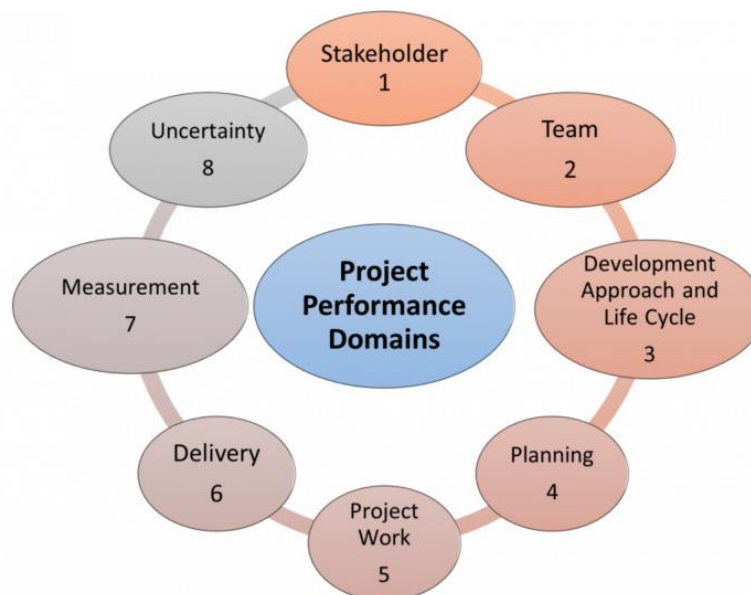 Stakeholder
1
Team
2
Development
Approach and
Life Cycle
3
Planning
4
Project
Work
5
Delivery
6
Measurement
7
Uncertainty
8
Project
Performance
Domains